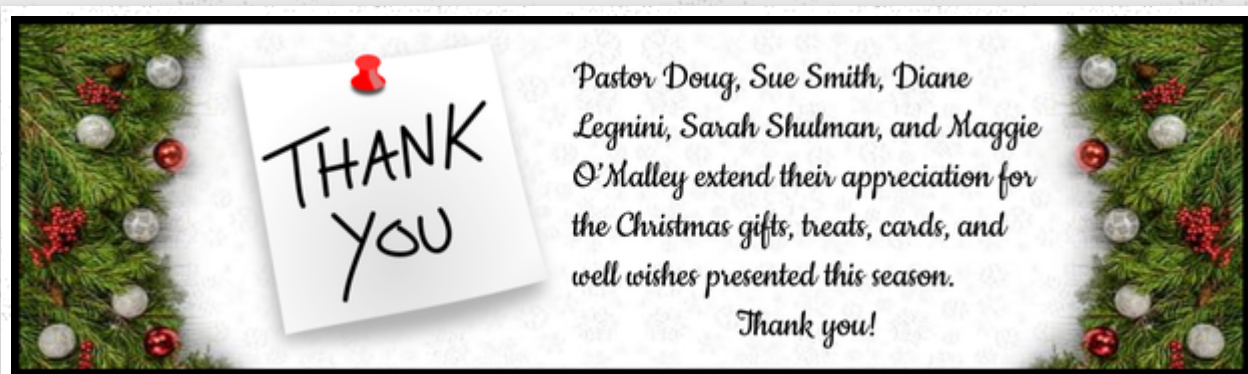 THANK
YOU
Pastor Doug, Sue Smith, Diane
Legnini, Sarah Shulman, and Maggie
O'Malley extend their appreciation for
the Christmas gifts, treats, cards, and
well wishes presented this season.
Thank you!